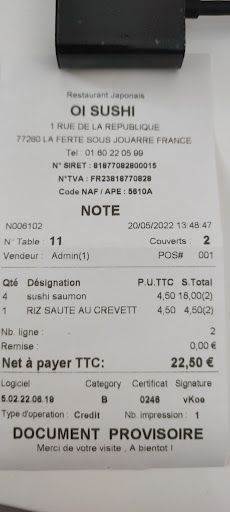 Restaurant Japonais
OI SUSHI
1 RUE DE LA REPUBLIQUE
77260 LA FERTE SOUS JOUARRE FRANCE
Tel : 01 60 22 05 99
N° SIRET : 81877082800015
N°TVA : FR23818770828
Code NAF / APE : 5610A
NOTE
N006102 20/05/2022 13:48:47
N° Table : 11 Couverts : 2
Vendeur : Admin(1) POS# 001
Qté Désignation P.U.TTC S.Total
4 sushi saumon 4,50 18,00(2)
1 RIZ SAUTE AU CREVETT 4,50 4,50(2)
Nb. ligne : 2
Remise : 0,00 €
Net à payer TTC: 22,50 €
Logiciel Category Certificat Signature
5.02.22.06.19 B 0246 vKoe
Type d'operation : Credit Nb. impression : 1
DOCUMENT PROVISOIRE
Merci de votre visite , A bientot !